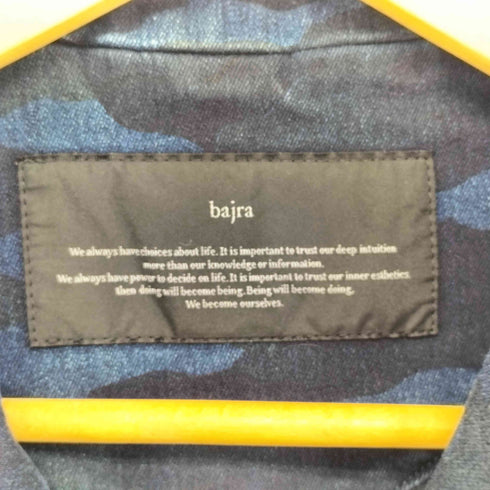 bajra
We always have choices about life. It is important to trust our deep intuition
more than our knowledge or information.
We always have power to decide on life. It is important to trust our inner esthetics,
then doing will become being. Being will become doing.
We become ourselves.